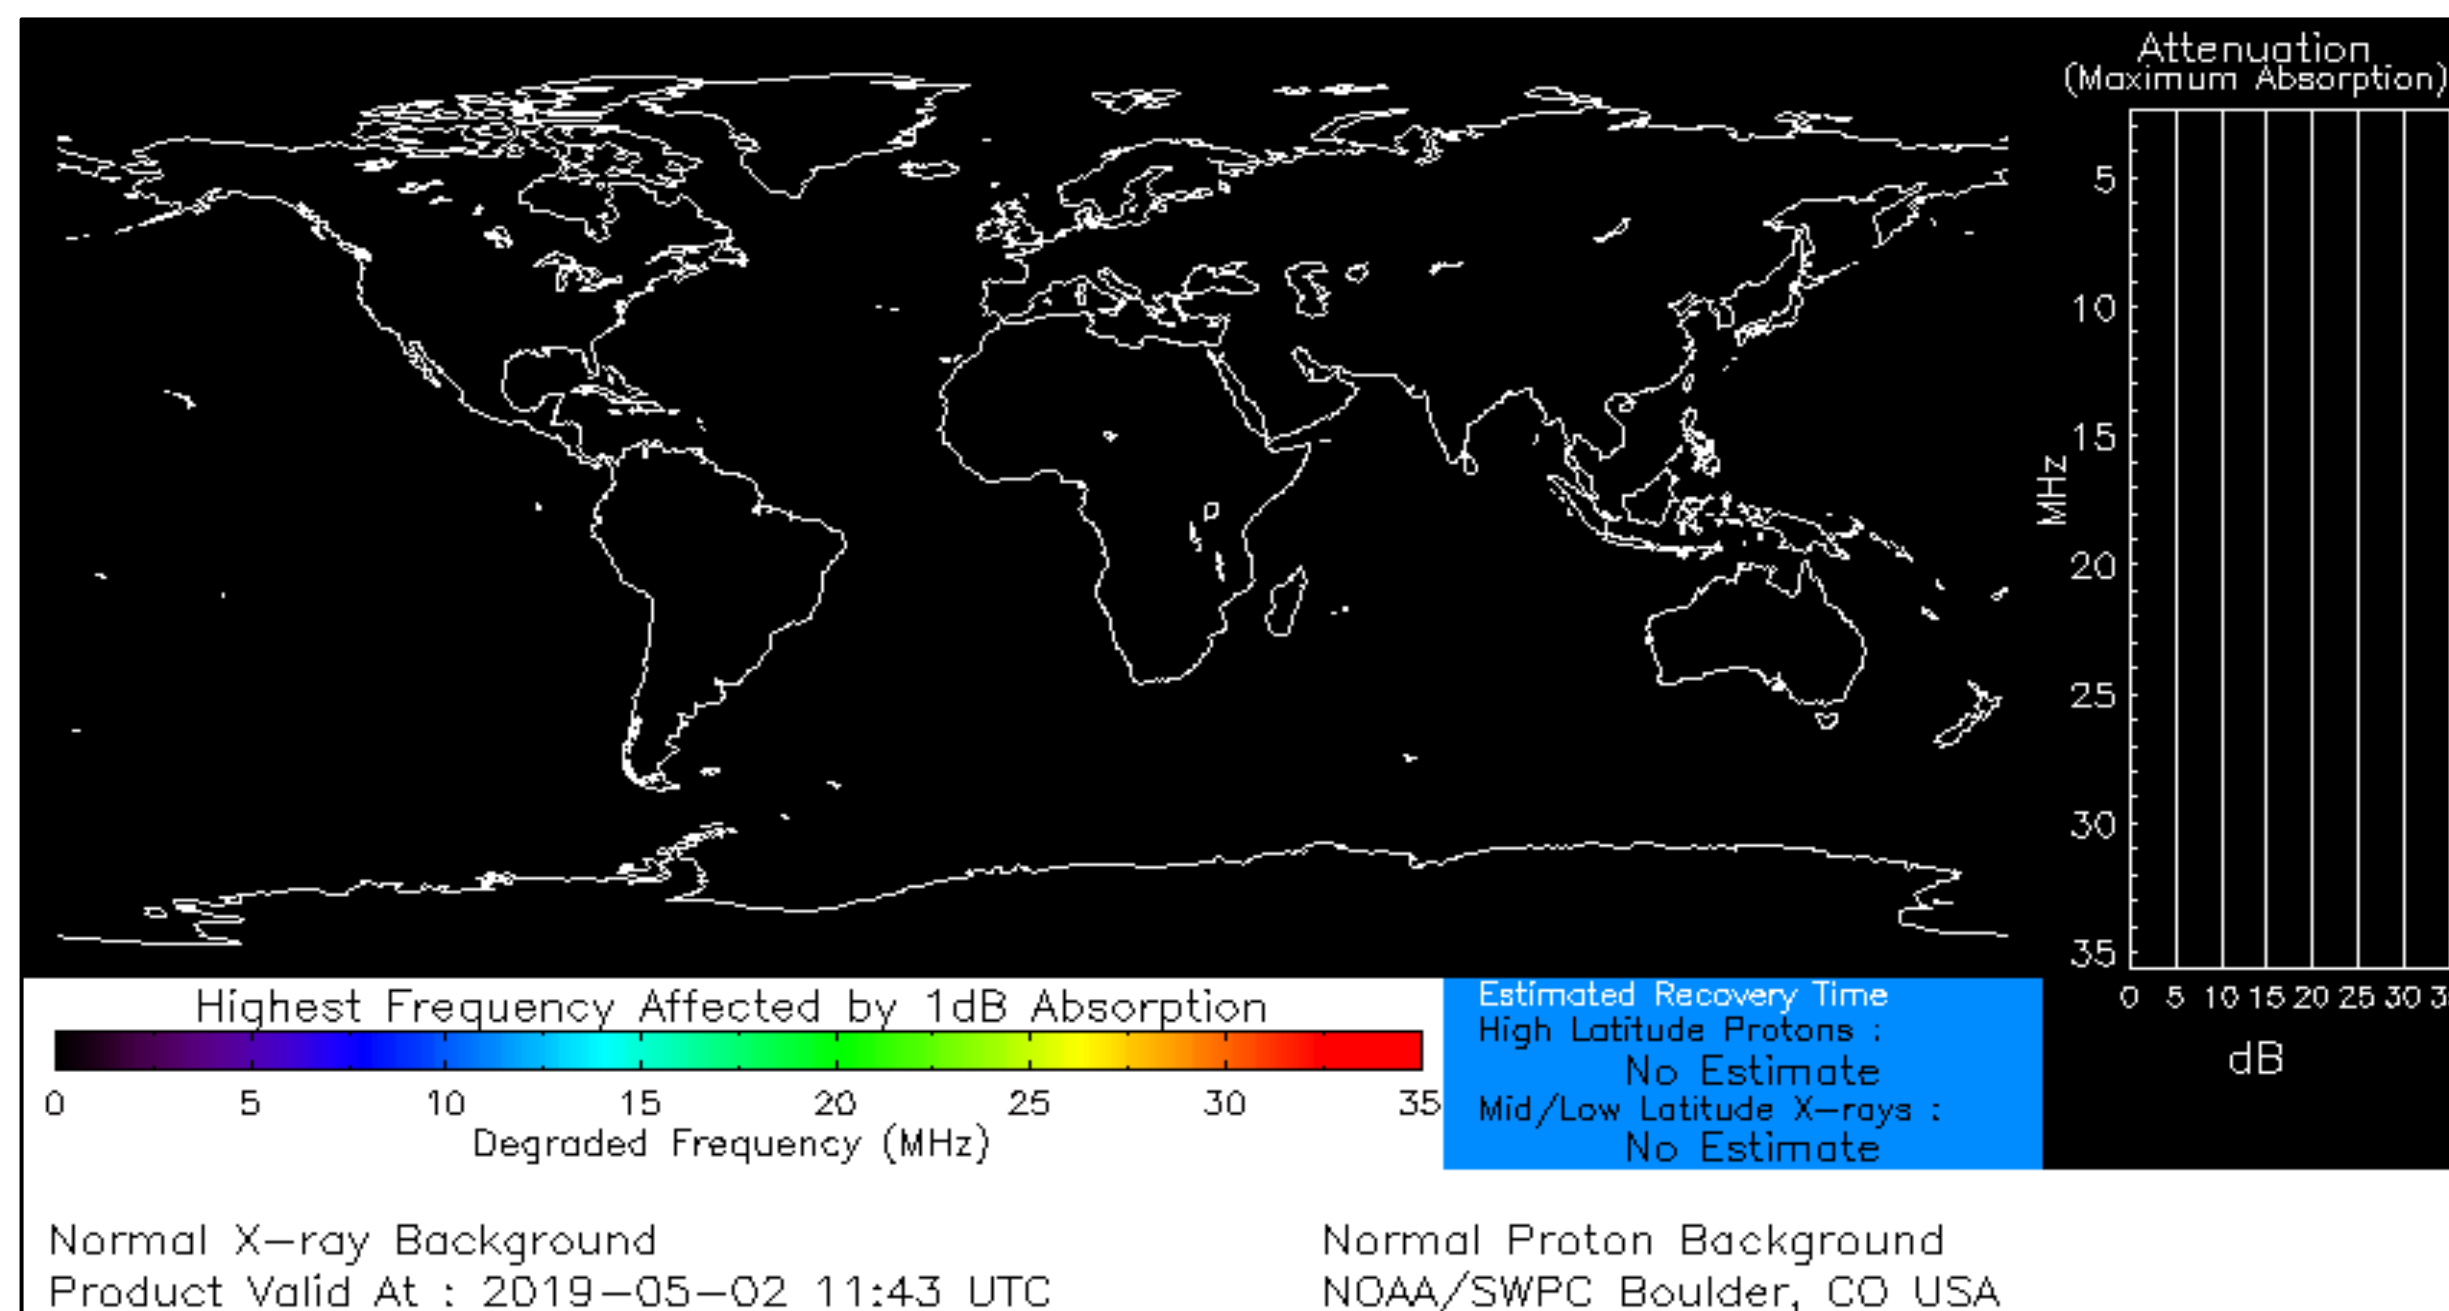 Attenuation
(Maximum Absorption)
5
10
15
20
25
30
35
MHz
0 5 10 15 20 25 30
dB
Highest Frequency Affected by 1dB Absorption
0 5 10 15 20 25 30 35
Degraded Frequency (MHz)
Estimated Recovery Time
High Latitude Protons :
No Estimate
Mid/Low Latitude X-rays :
No Estimate
Normal X-ray Background
Normal Proton Background
Product Valid At : 2019-05-02 11:43 UTC
NOAA/SWPC Boulder, CO USA